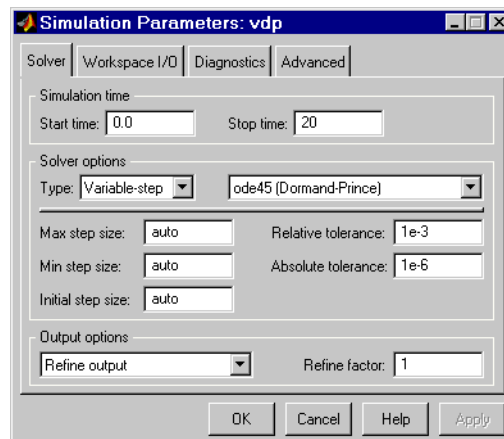 Simulation Parameters: vdp
Solver Workspace I/O Diagnostics Advanced
Simulation time
Start time: 0.0 Stop time: 20
Solver options
Type: Variable-step ode45 (Dormand-Prince)
Max step size: auto Relative tolerance: 1e-3
Min step size: auto Absolute tolerance: 1e-6
Initial step size: auto
Output options
Refine output Refine factor: 1
OK Cancel Help Apply